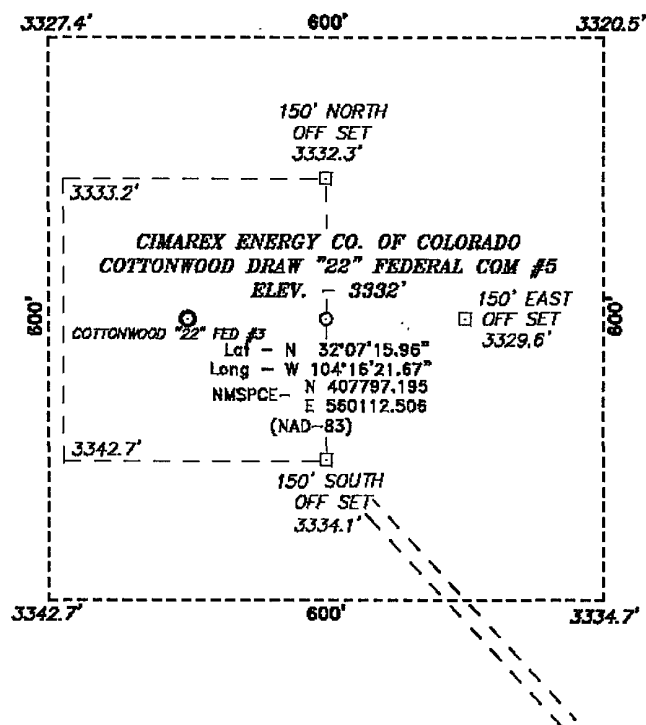 3327.4' 600' 3320.5'
150' NORTH
OFF SET
3332.3'
3333.2'
CIMAREX ENERGY CO. OF COLORADO
COTTONWOOD DRAW "22" FEDERAL COM #5
ELEV. - 3332'
150' EAST
OFF SET
3329.6'
600'
600'
COTTONWOOD "22" FED #3
Lat - N 32°07'15.96"
Long - W 104°16'21.67"
NMSPCE- N 407797.195
E 560112.506
(NAD-83)
3342.7'
150' SOUTH
OFF SET
3334.1'
3342.7' 600' 3334.7'